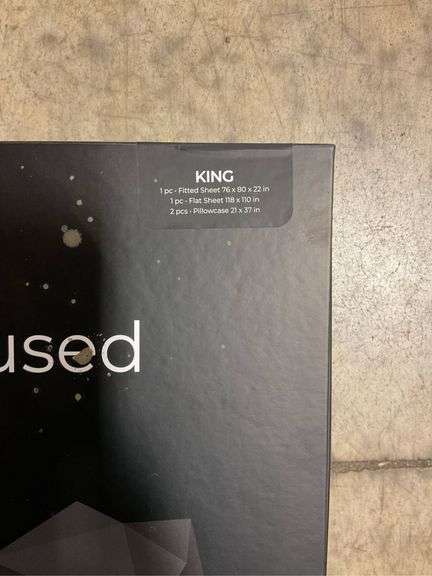 KING
1 pc - Fitted Sheet 76 x 80 x 22 in
1 pc - Flat Sheet 118 x 110 in
2 pcs - Pillowcase 21 x 37 in
used